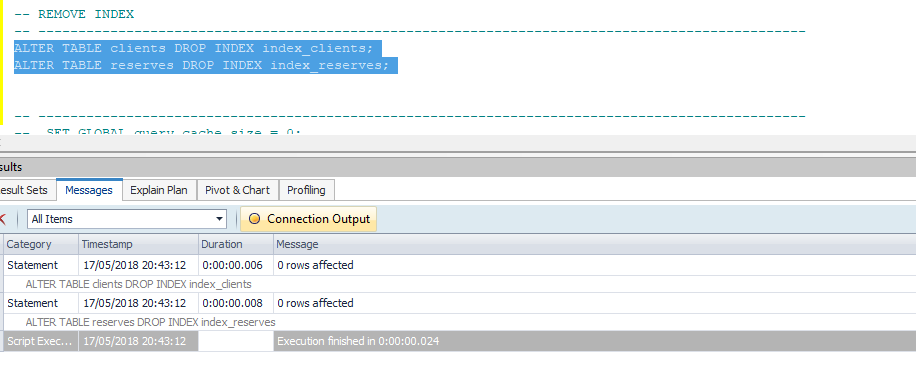 -- REMOVE INDEX
-- --------------------------------------------------------------------------------
ALTER TABLE clients DROP INDEX index_clients;
ALTER TABLE reserves DROP INDEX index_reserves;
-- --------------------------------------------------------------------------------
-- SET GLOBAL query_cache_size = 0;
sults
esult Sets Messages Explain Plan Pivot & Chart Profiling
All Items Connection Output
Category Timestamp Duration Message
Statement 17/05/2018 20:43:12 0:00:00.006 0 rows affected
ALTER TABLE clients DROP INDEX index_clients
Statement 17/05/2018 20:43:12 0:00:00.008 0 rows affected
ALTER TABLE reserves DROP INDEX index_reserves
Script Exec... 17/05/2018 20:43:12 Execution finished in 0:00:00.024